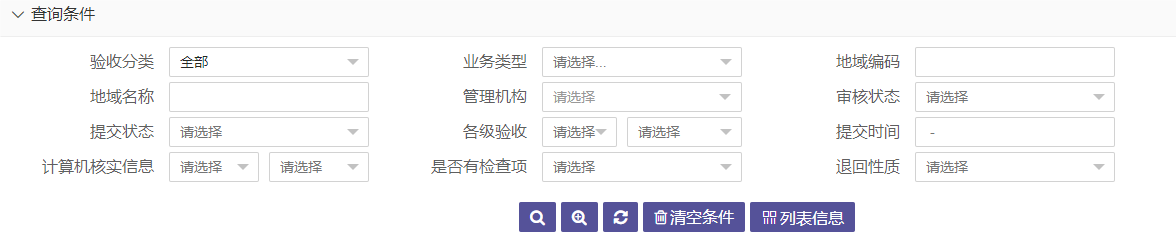 查询条件
验收分类 全部 业务类型 请选择... 地域编码
地域名称 管理机构 请选择 审核状态 请选择
提交状态 请选择 各级验收 请选择 请选择 提交时间 -
计算机核实信息 请选择 请选择 是否有检查项 请选择 退回性质 请选择
清空条件 列表信息